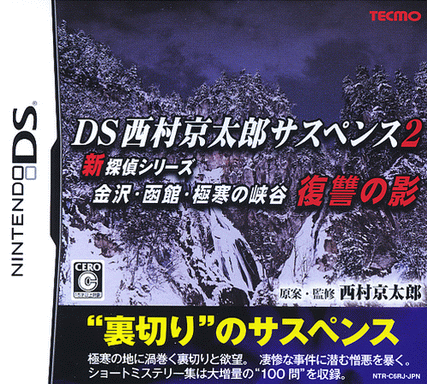 TECMO
NINTENDO DS
DS 西村京太郎サスペンス2
新探偵シリーズ
金沢・函館・極寒の峡谷 復讐の影
CERO
C
原案・監修 西村京太郎
“裏切り”のサスペンス
極寒の地に渦巻く裏切りと欲望。 凄惨な事件に潜む憎悪を暴く。
ショートミステリー集は大増量の“100問”を収録。
NTR-C6RJ-JPN